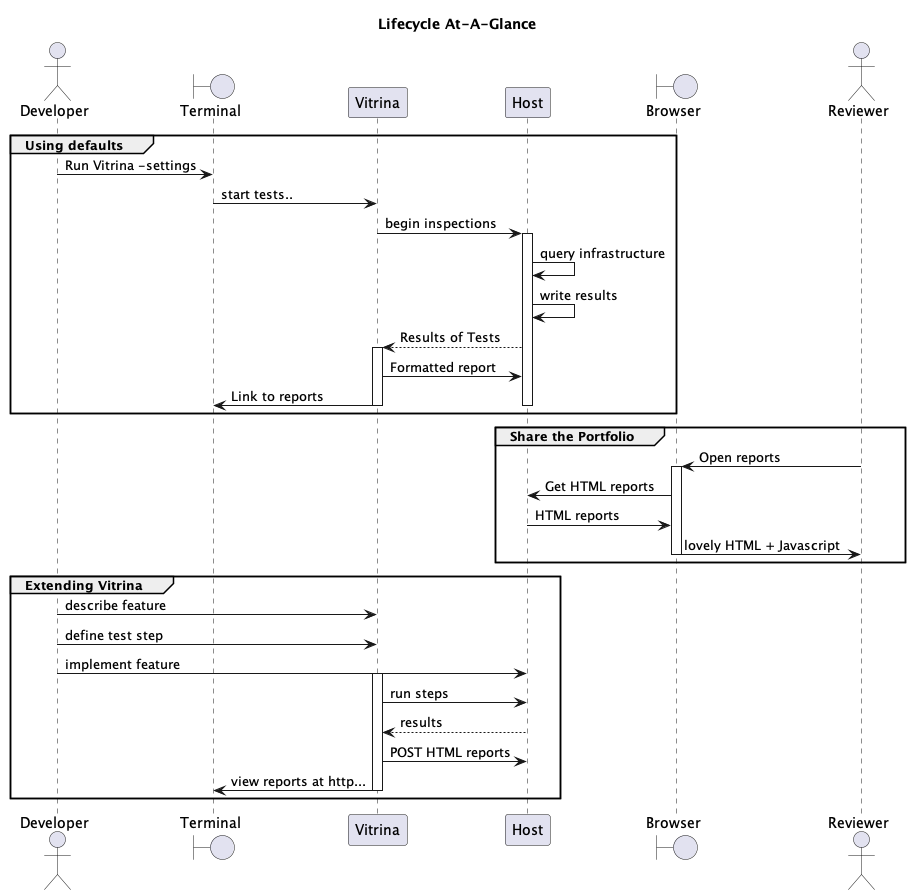 Lifecycle At-A-Glance
Developer
Terminal
Vitrina
Host
Browser
Reviewer
Using defaults
Run Vitrina -settings
start tests..
begin inspections
query infrastructure
write results
Results of Tests
Formatted report
Link to reports
Share the Portfolio
Open reports
Get HTML reports
HTML reports
lovely HTML + Javascript
Extending Vitrina
describe feature
define test step
implement feature
run steps
results
POST HTML reports
view reports at http...
Developer
Terminal
Vitrina
Host
Browser
Reviewer